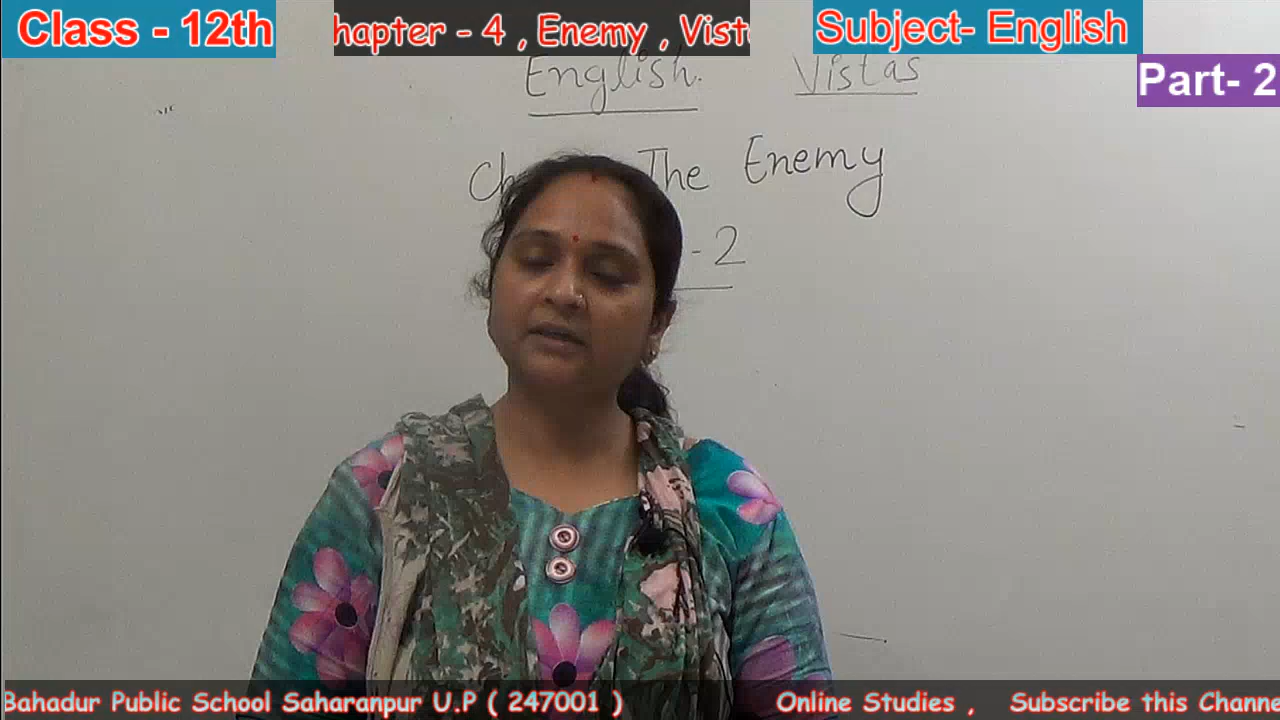 Class - 12th
hapter - 4 , Enemy , Vist
Subject- English
Part- 2
English. Vistas
Ch The Enemy
- 2
Bahadur Public School Saharanpur U.P ( 247001 )
Online Studies , Subscribe this Channe